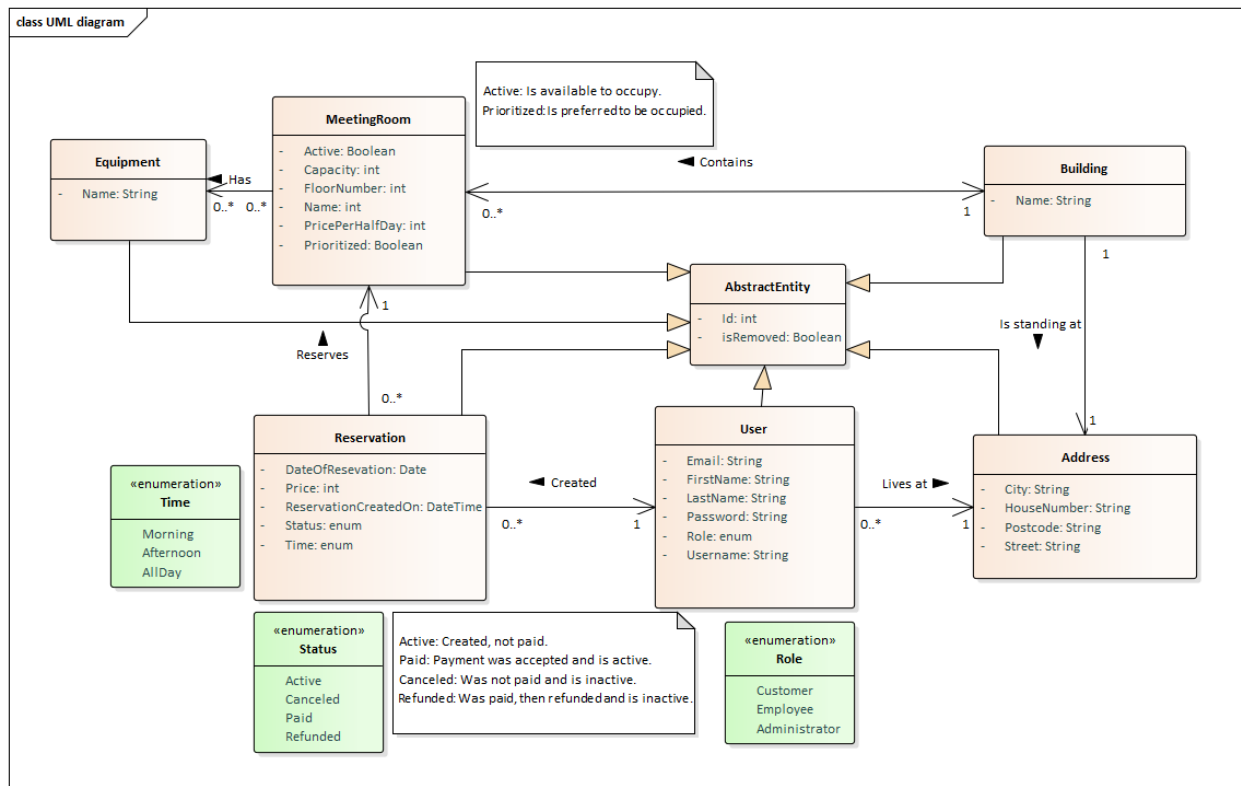 class UML diagram
Active: Is available to occupy.
Prioritized: Is preferred to be occupied.
MeetingRoom
- Active: Boolean
- Capacity: int
- FloorNumber: int
- Name: int
- PricePerHalfDay: int
- Prioritized: Boolean
Equipment
- Name: String
Has
0..*
0..*
Contains
0..*
1
Building
- Name: String
AbstractEntity
- Id: int
- isRemoved: Boolean
1
1
Is standing at
1
Reserves
0..*
Reservation
- DateOfResevation: Date
- Price: int
- ReservationCreatedOn: DateTime
- Status: enum
- Time: enum
Created
0..*
1
User
- Email: String
- FirstName: String
- LastName: String
- Password: String
- Role: enum
- Username: String
Lives at
0..*
1
Address
- City: String
- HouseNumber: String
- Postcode: String
- Street: String
«enumeration»
Time
Morning
Afternoon
AllDay
«enumeration»
Status
Active
Canceled
Paid
Refunded
Active: Created, not paid.
Paid: Payment was accepted and is active.
Canceled: Was not paid and is inactive.
Refunded: Was paid, then refunded and is inactive.
«enumeration»
Role
Customer
Employee
Administrator